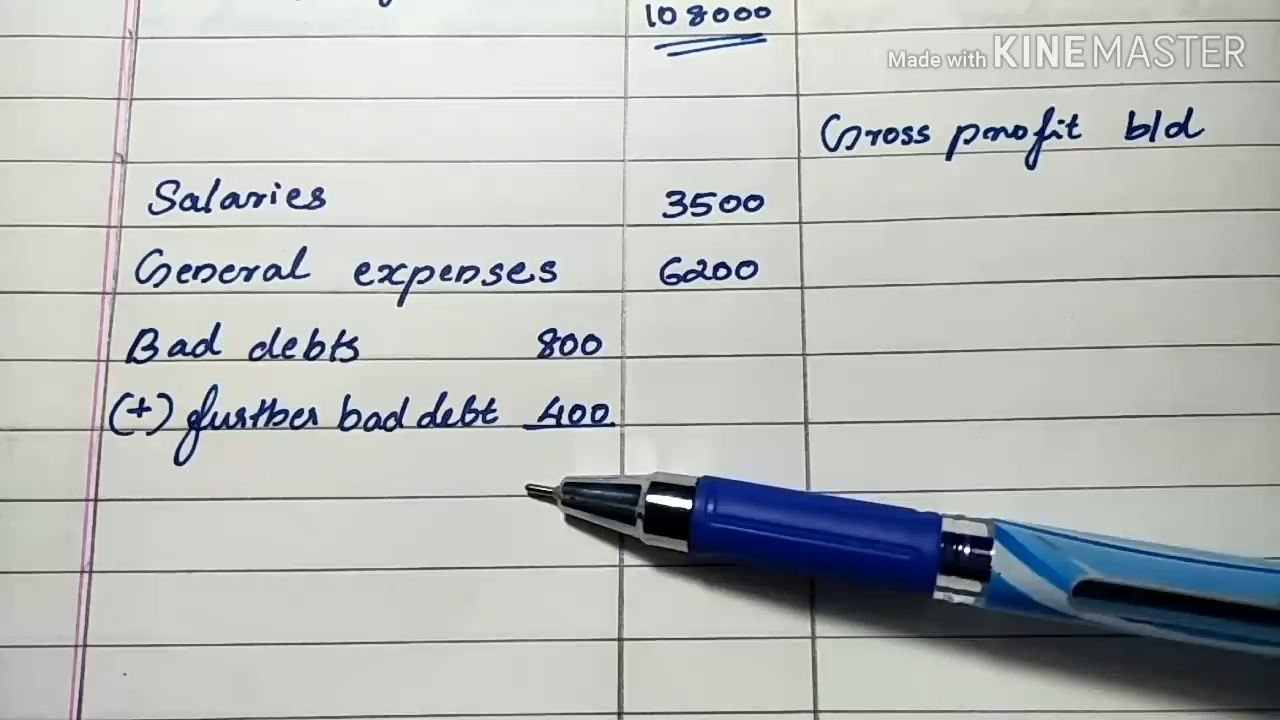 108000
Made with KINEMASTER
Gross profit b/d
Salaries 3500
General expenses 6200
Bad debts 800
(+) further bad debt 400